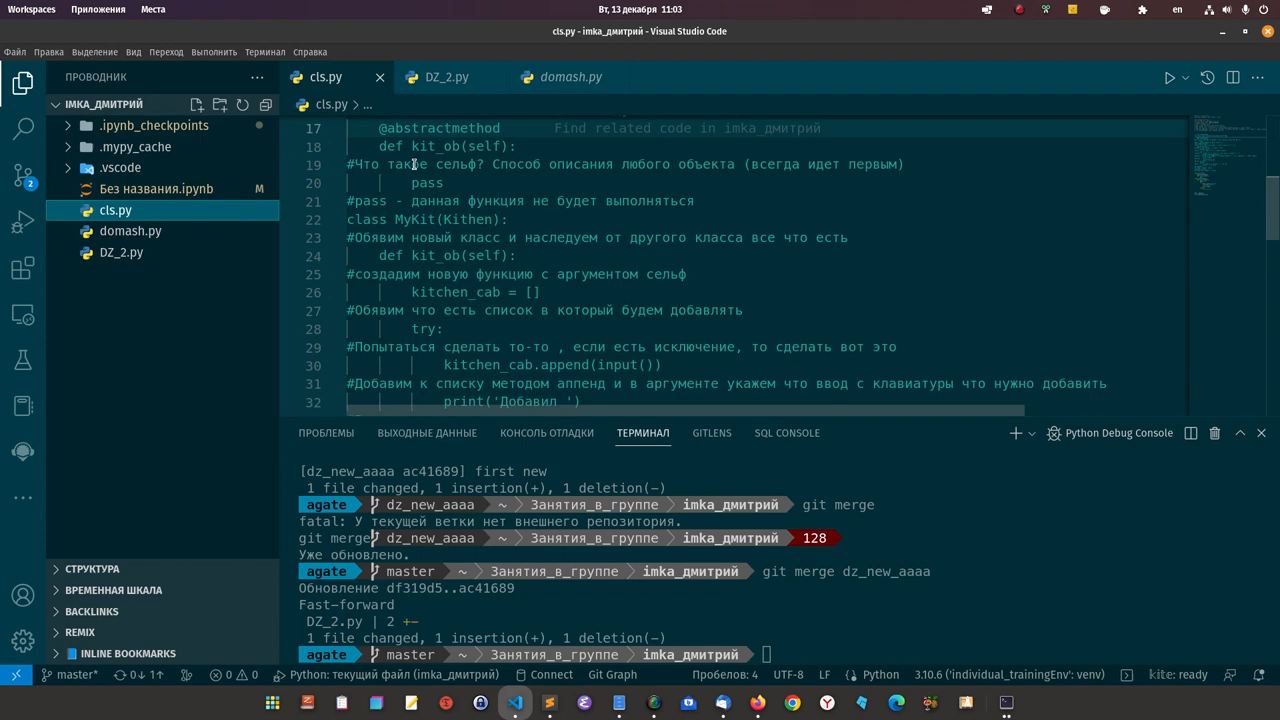 Workspaces Приложения Места Вт, 13 декабря 11:03 en
cls.py - imka_дмитрий - Visual Studio Code
Файл Правка Выделение Вид Переход Выполнить Терминал Справка
ПРОВОДНИК
cls.py DZ_2.py domash.py
IMKA_ДМИТРИЙ
cls.py > ...
.ipynb_checkpoints
.mypy_cache
.vscode
Без названия.ipynb M
cls.py
domash.py
DZ_2.py
2
17 @abstractmethod Find related code in imka_дмитрий
18 def kit_ob(self):
19 #Что такое сельф? Способ описания любого объекта (всегда идет первым)
20 pass
21 #pass - данная функция не будет выполняться
22 class MyKit(Kithen):
23 #Обявим новый класс и наследуем от другого класса все что есть
24 def kit_ob(self):
25 #создадим новую функцию с аргументом сельф
26 kitchen_cab = []
27 #Обявим что есть список в который будем добавлять
28 try:
29 #Попытаться сделать то-то , если есть исключение, то сделать вот это
30 kitchen_cab.append(input())
31 #Добавим к списку методом аппенд и в аргументе укажем что ввод с клавиатуры что нужно добавить
32 print('Добавил ')
ПРОБЛЕМЫ ВЫХОДНЫЕ ДАННЫЕ КОНСОЛЬ ОТЛАДКИ ТЕРМИНАЛ GITLENS SQL CONSOLE Python Debug Console
[dz_new_aaaa ac41689] first new
1 file changed, 1 insertion(+), 1 deletion(-)
agate dz_new_aaaa ~ Занятия_в_группе imka_дмитрий git merge
fatal: У текущей ветки нет внешнего репозитория.
git merge dz_new_aaaa ~ Занятия_в_группе imka_дмитрий 128
Уже обновлено.
agate master ~ Занятия_в_группе imka_дмитрий git merge dz_new_aaaa
Обновление df319d5..ac41689
Fast-forward
DZ_2.py | 2 +-
1 file changed, 1 insertion(+), 1 deletion(-)
agate master ~ Занятия_в_группе imka_дмитрий
СТРУКТУРА
ВРЕМЕННАЯ ШКАЛА
BACKLINKS
REMIX
INLINE BOOKMARKS
master* 0↓ 1↑ 0 0 Python: текущий файл (imka_дмитрий) Connect Git Graph Пробелов: 4 UTF-8 LF Python 3.10.6 ('individual_trainingEnv': venv) kite: ready